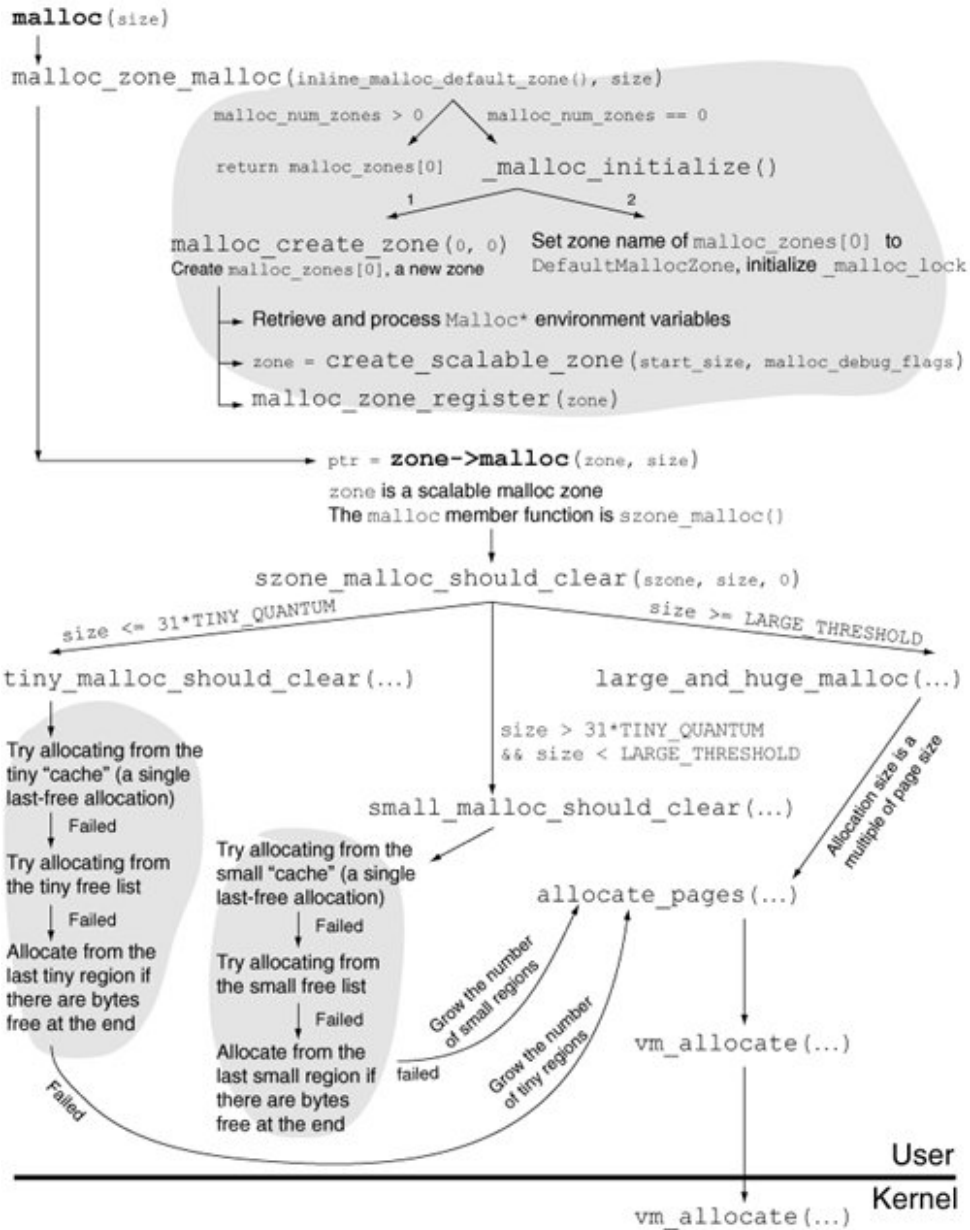 malloc(size)
malloc_zone_malloc(inline_malloc_default_zone(), size)
malloc_num_zones > 0
malloc_num_zones == 0
return malloc_zones[0]
_malloc_initialize()
1
2
malloc_create_zone(0, 0)
Create malloc_zones[0], a new zone
Set zone name of malloc_zones[0] to
DefaultMallocZone, initialize _malloc_lock
Retrieve and process Malloc* environment variables
zone = create_scalable_zone(start_size, malloc_debug_flags)
malloc_zone_register(zone)
ptr = zone->malloc(zone, size)
zone is a scalable malloc zone
The malloc member function is szone_malloc()
szone_malloc_should_clear(szone, size, 0)
size <= 31*TINY_QUANTUM
size >= LARGE_THRESHOLD
tiny_malloc_should_clear(...)
large_and_huge_malloc(...)
size > 31*TINY_QUANTUM
&& size < LARGE_THRESHOLD
Try allocating from the
tiny “cache” (a single
last-free allocation)
Failed
Try allocating from
the tiny free list
Failed
Allocate from the
last tiny region if
there are bytes
free at the end
Failed
small_malloc_should_clear(...)
Try allocating from the
small “cache” (a single
last-free allocation)
Failed
Try allocating from
the small free list
Failed
Allocate from the
last small region if
there are bytes
free at the end
failed
Grow the number
of small regions
Grow the number
of tiny regions
Allocation size is a
multiple of page size
allocate_pages(...)
vm_allocate(...)
User
Kernel
vm_allocate(...)